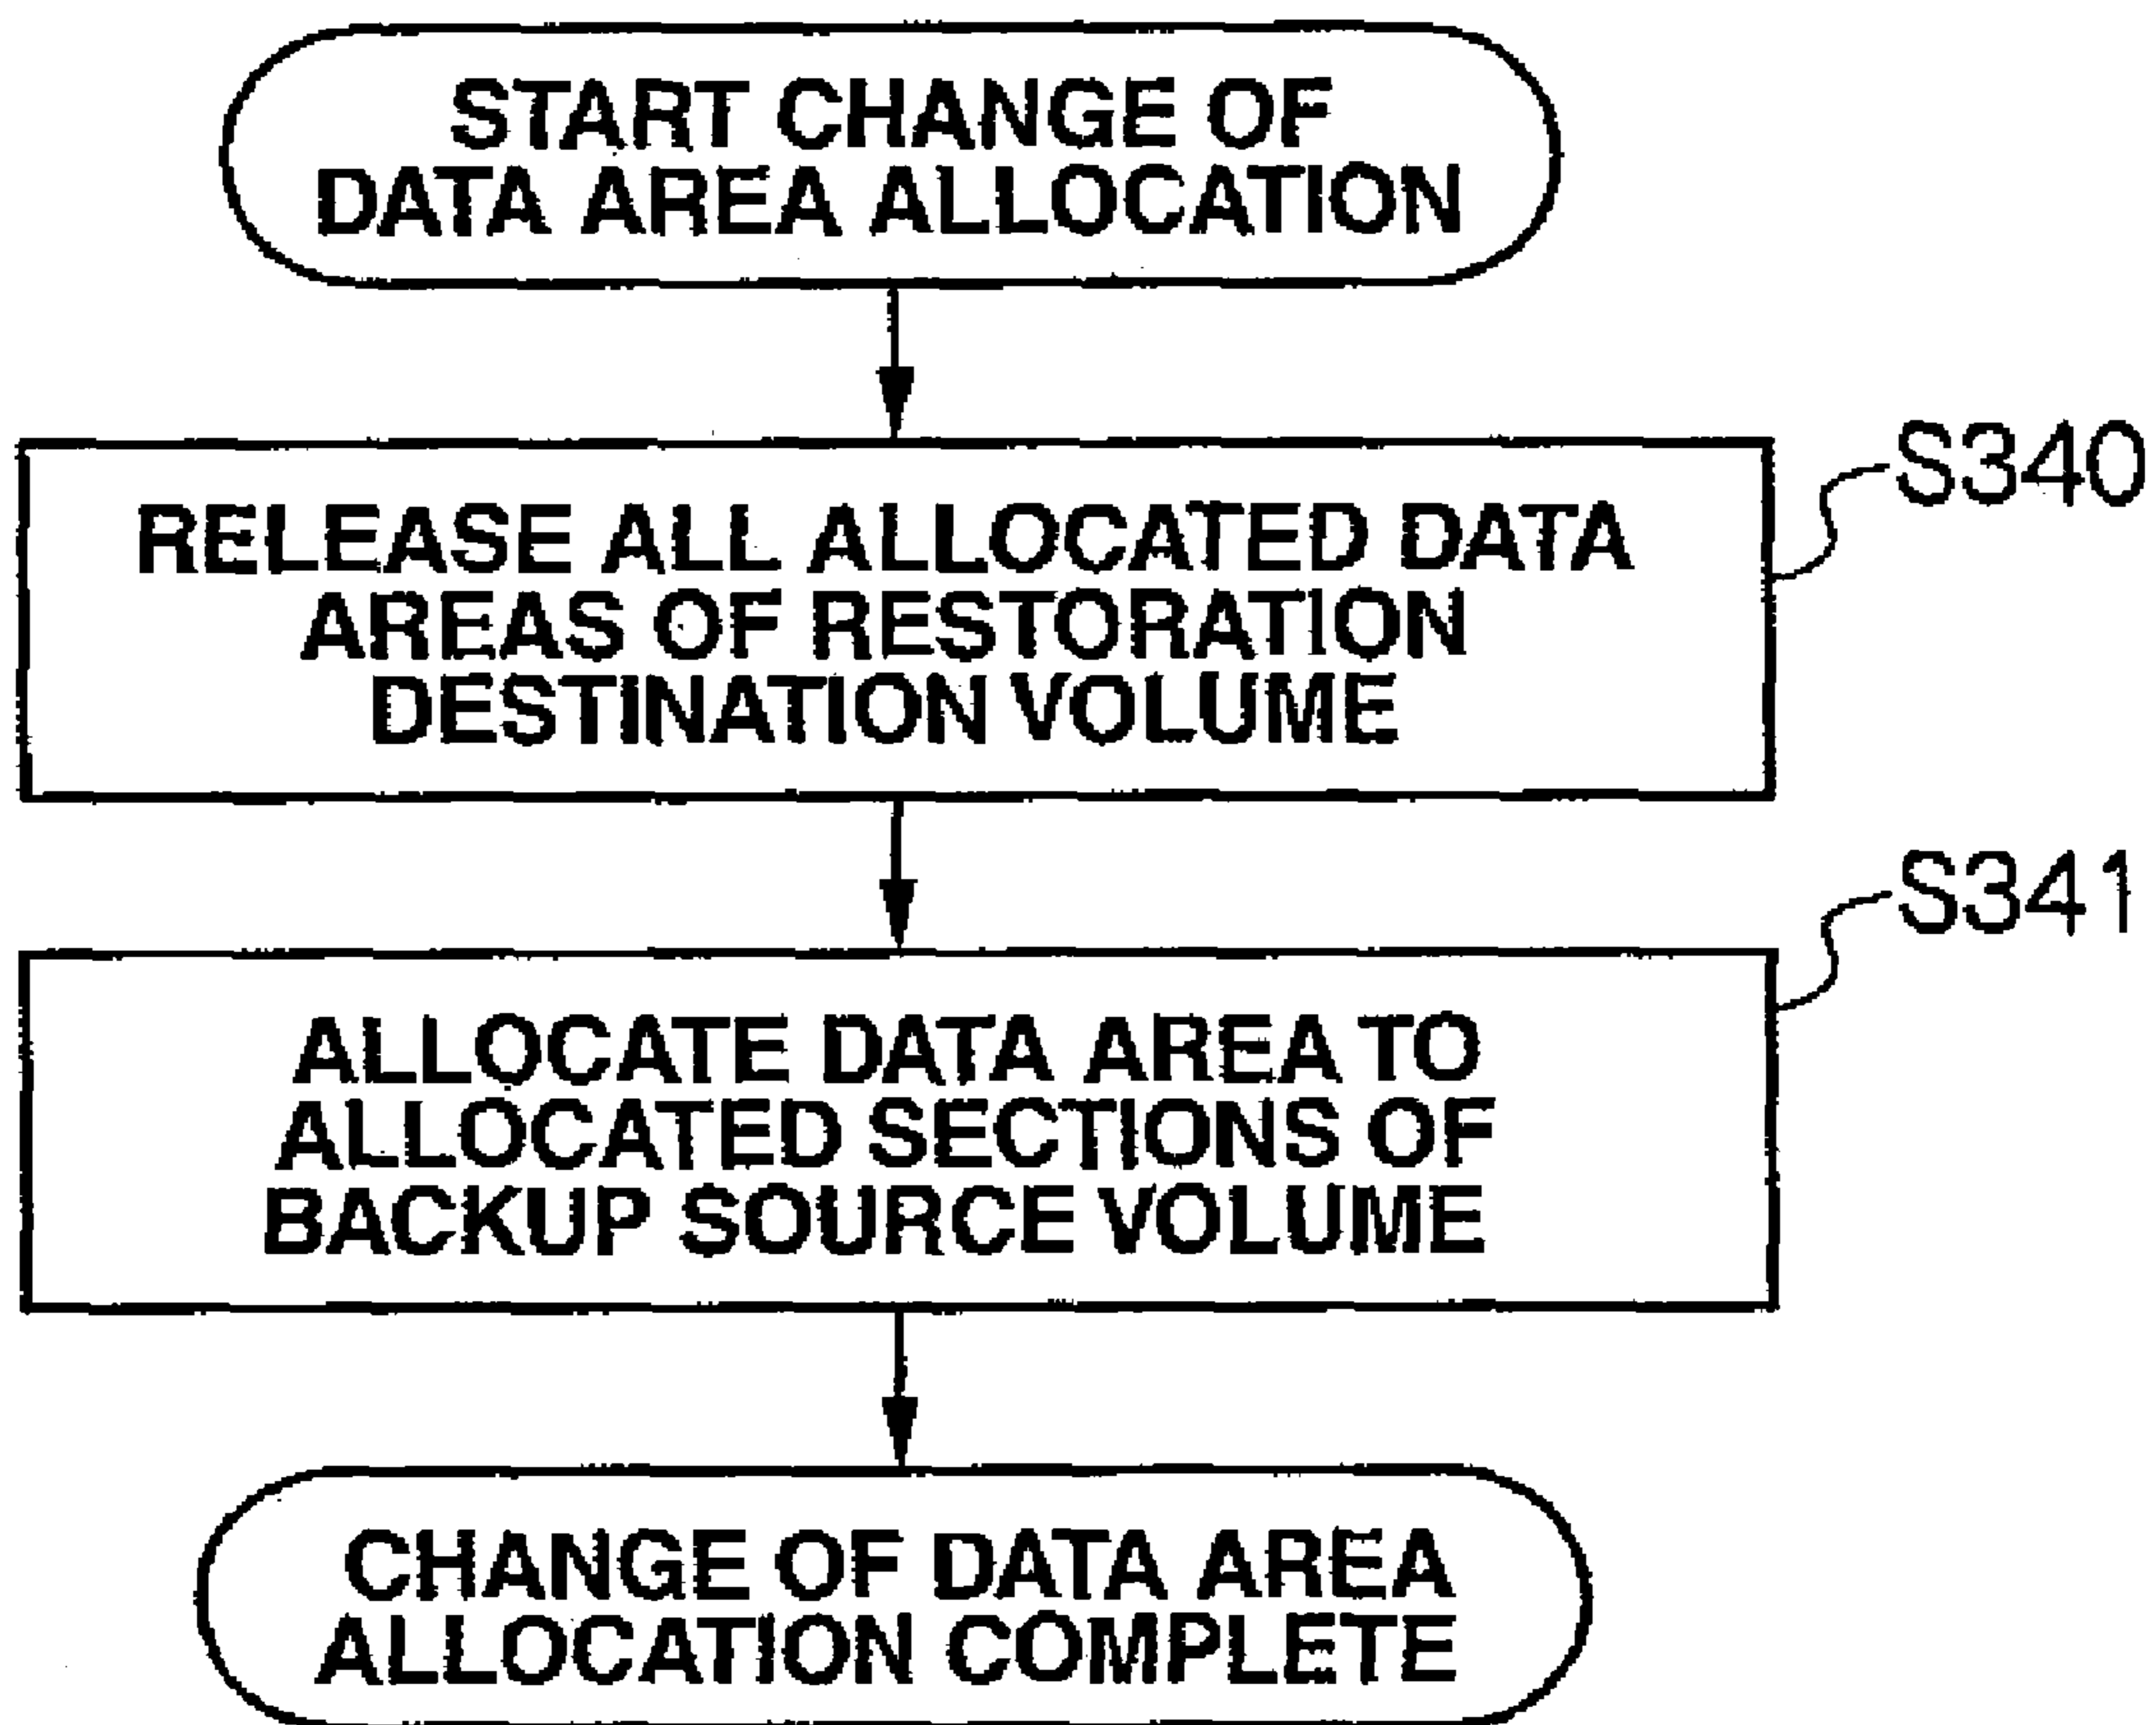 START CHANGE OF
DATA AREA ALLOCATION
S340
RELEASE ALL ALLOCATED DATA
AREAS OF RESTORATION
DESTINATION VOLUME
S341
ALLOCATE DATA AREA TO
ALLOCATED SECTIONS OF
BACKUP SOURCE VOLUME
CHANGE OF DATA AREA
ALLOCATION COMPLETE